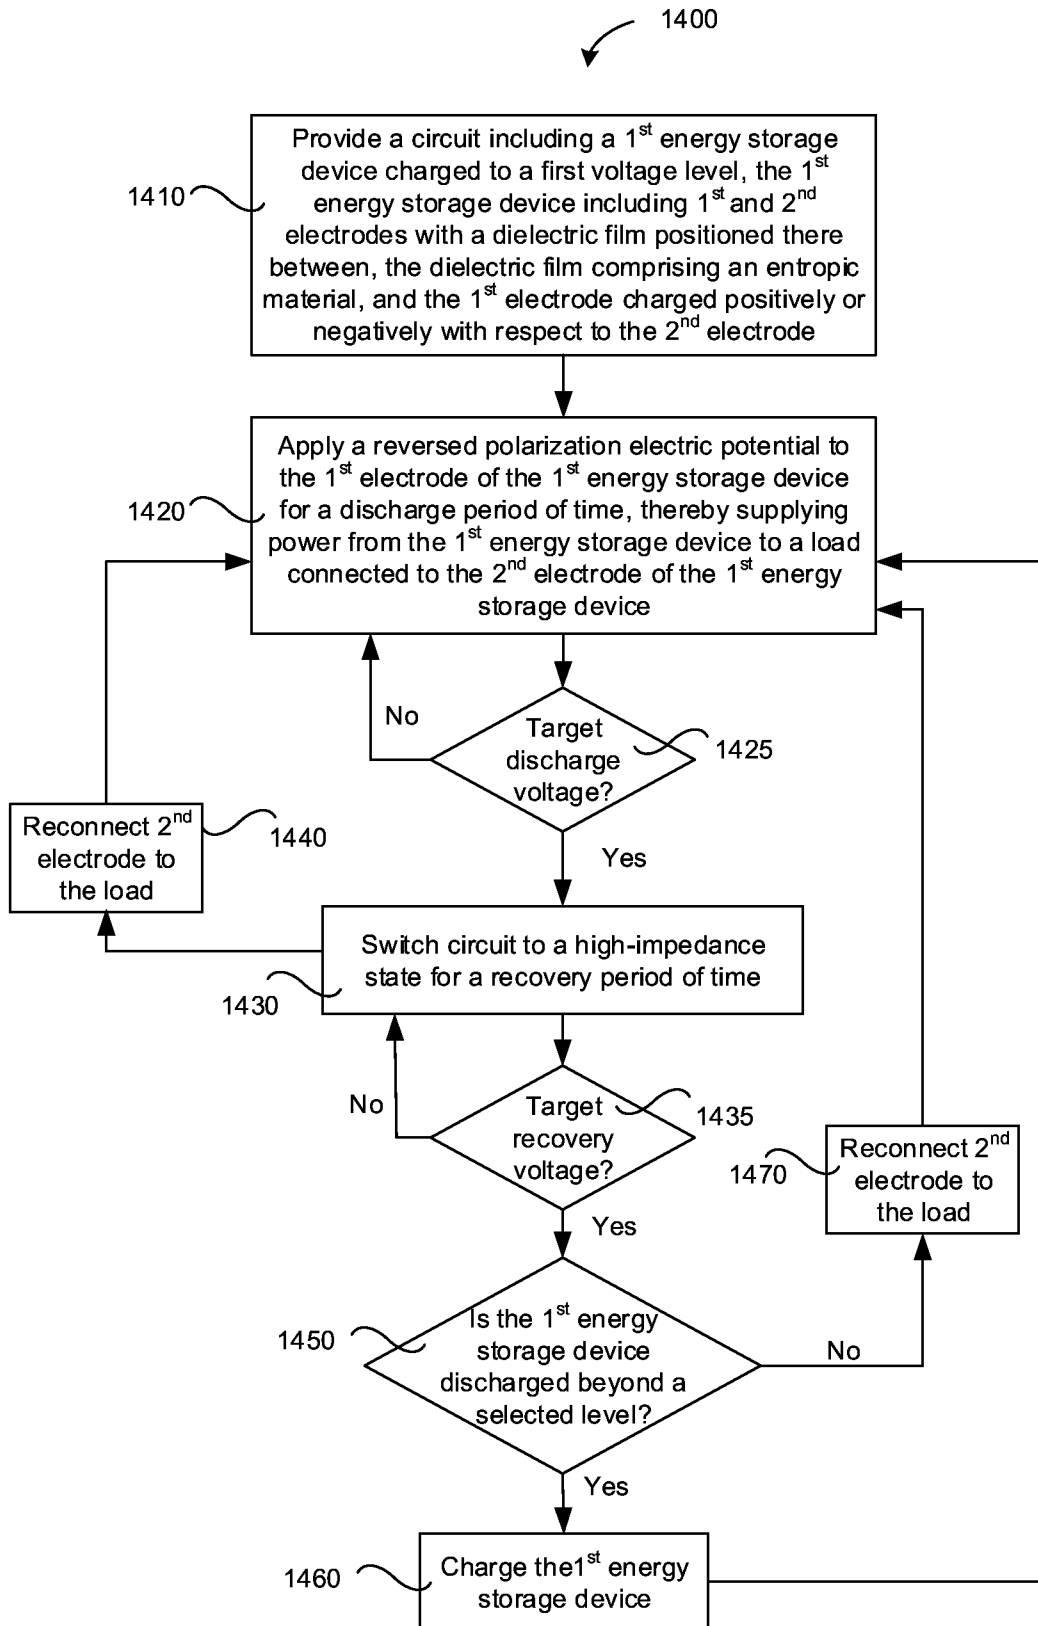 1400
Provide a circuit including a 1st energy storage
device charged to a first voltage level, the 1st
energy storage device including 1st and 2nd
electrodes with a dielectric film positioned there
between, the dielectric film comprising an entropic
material, and the 1st electrode charged positively or
negatively with respect to the 2nd electrode
1410
Apply a reversed polarization electric potential to
the 1st electrode of the 1st energy storage device
for a discharge period of time, thereby supplying
power from the 1st energy storage device to a load
connected to the 2nd electrode of the 1st energy
storage device
1420
No
Target
discharge
voltage?
1425
Yes
Reconnect 2nd
electrode to
the load
1440
Switch circuit to a high-impedance
state for a recovery period of time
1430
No
Target
recovery
voltage?
1435
Yes
Reconnect 2nd
electrode to
the load
1470
Is the 1st energy
storage device
discharged beyond a
selected level?
1450
No
Yes
Charge the1st energy
storage device
1460